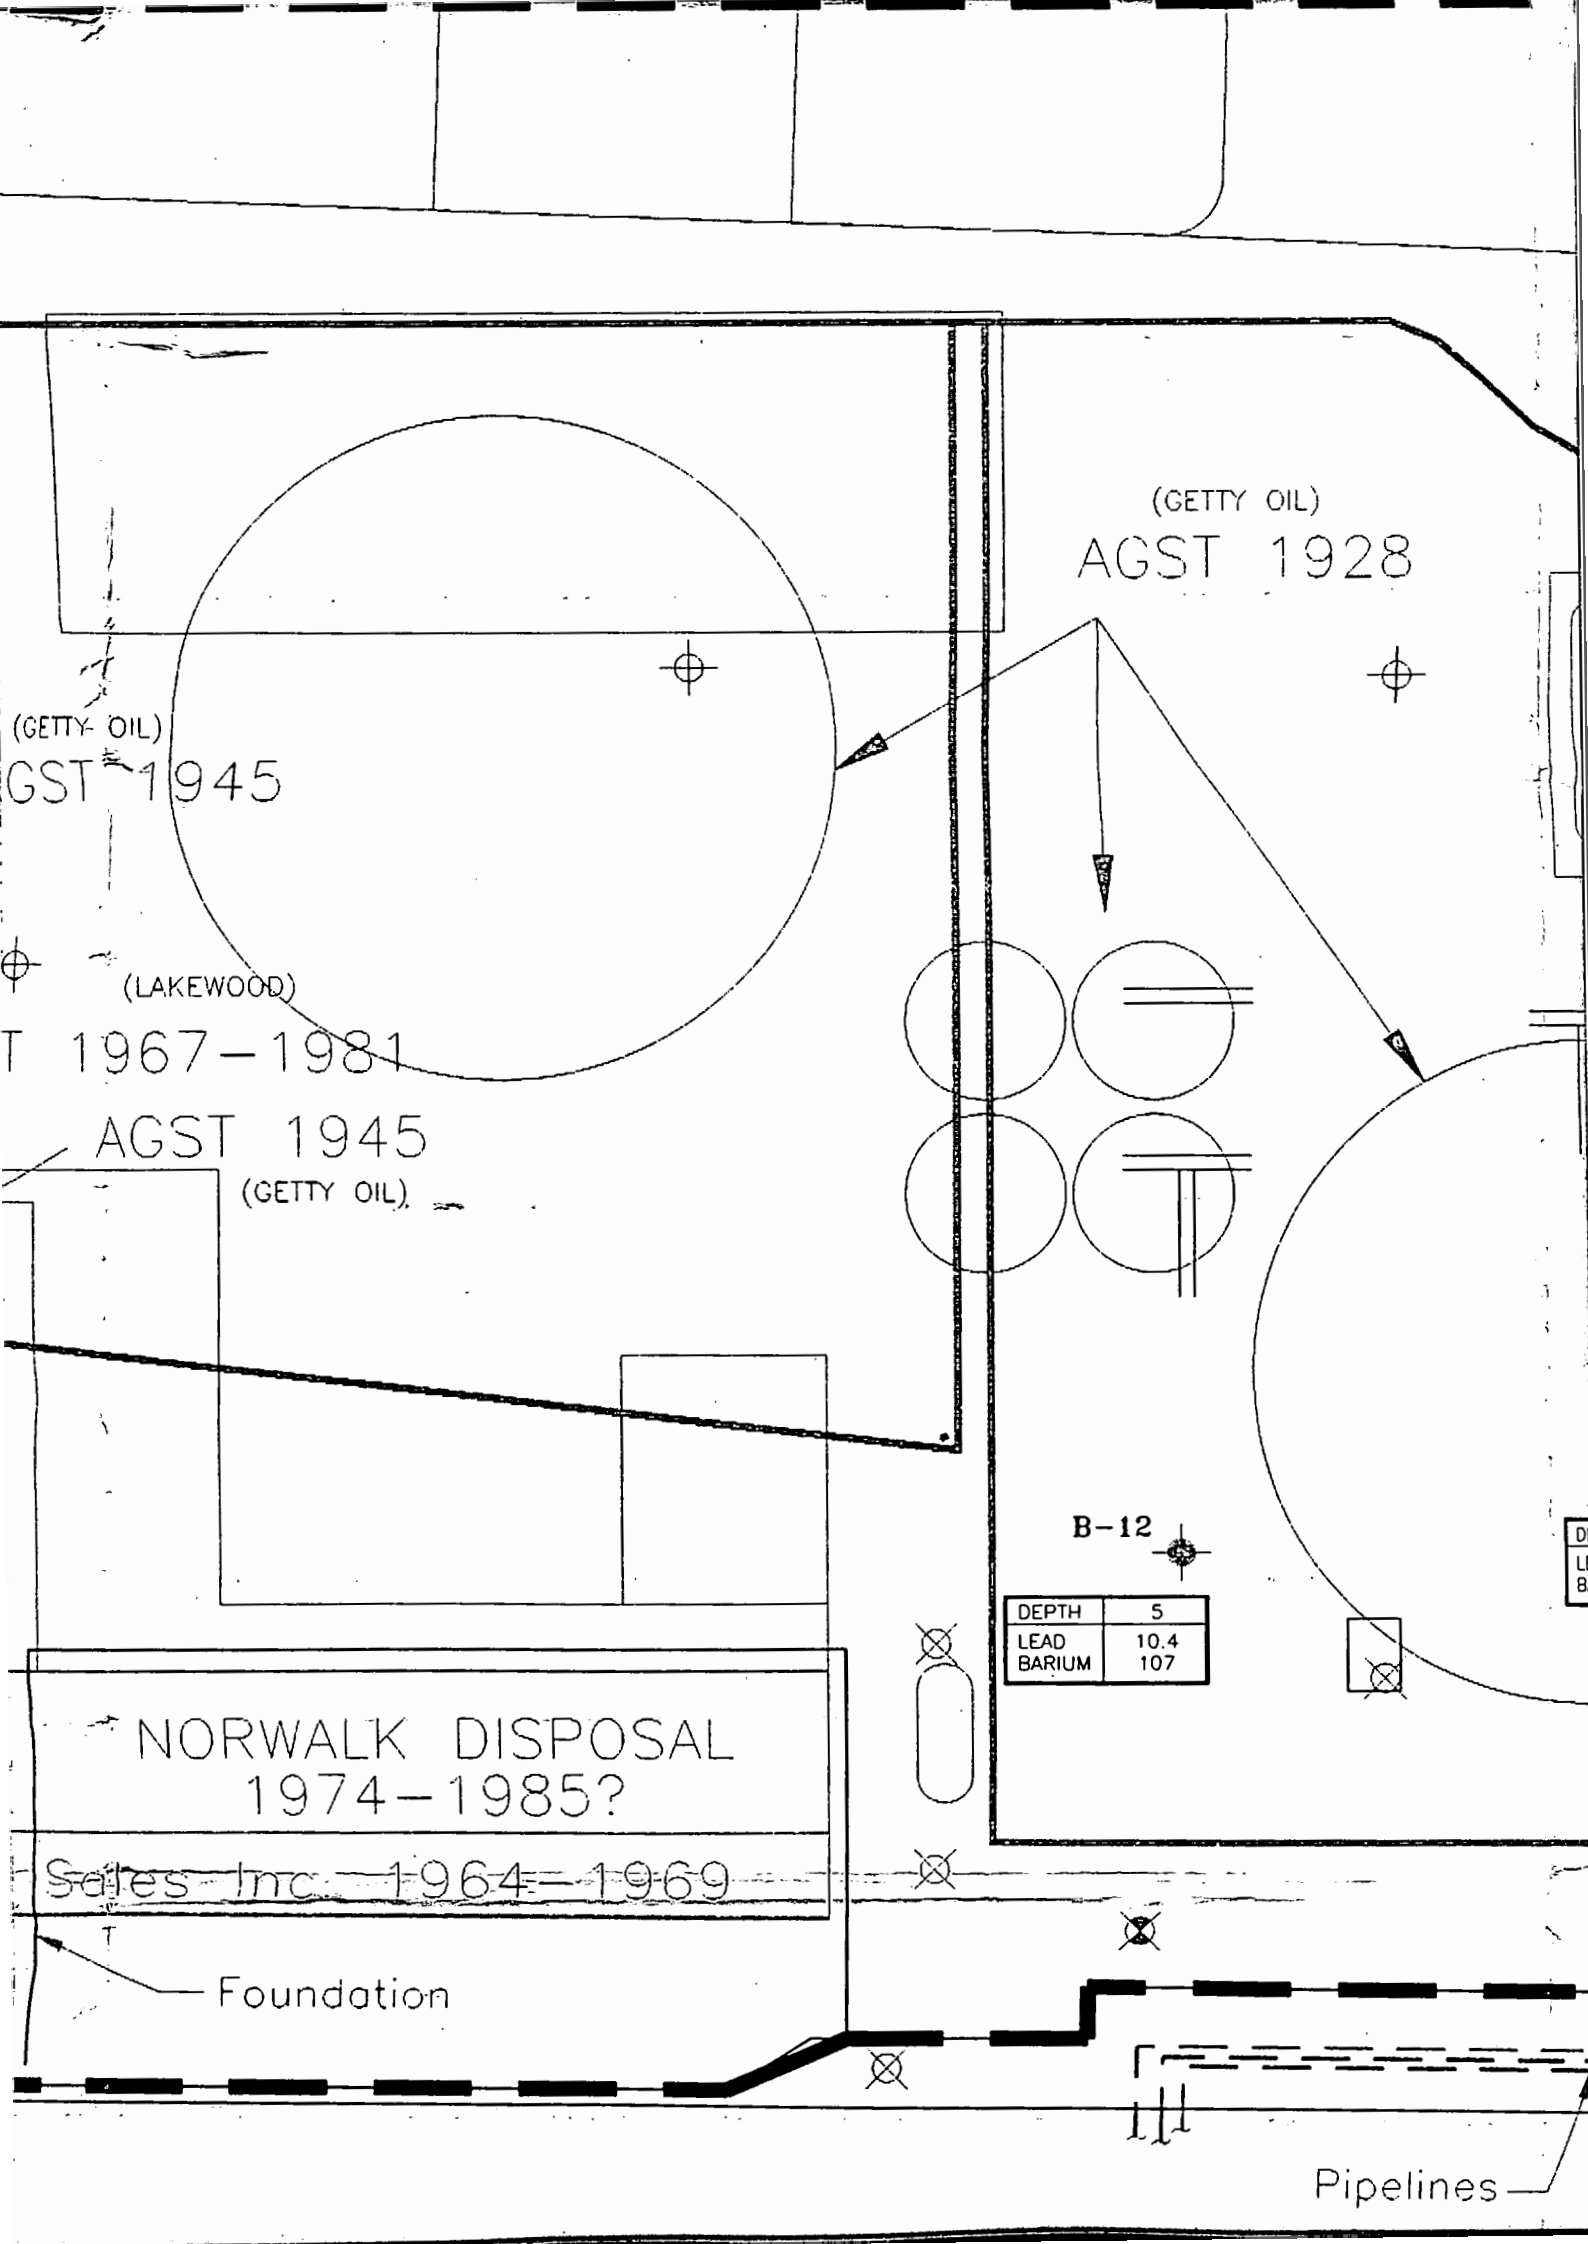 (GETTY OIL)
AGST 1928
(GETTY OIL)
GST 1945
(LAKEWOOD)
T 1967-1981
AGST 1945
(GETTY OIL)
B-12
DEPTH 5
LEAD 10.4
BARIUM 107
D
L
B
NORWALK DISPOSAL
1974-1985?
Sales Inc. 1964-1969
Foundation
Pipelines